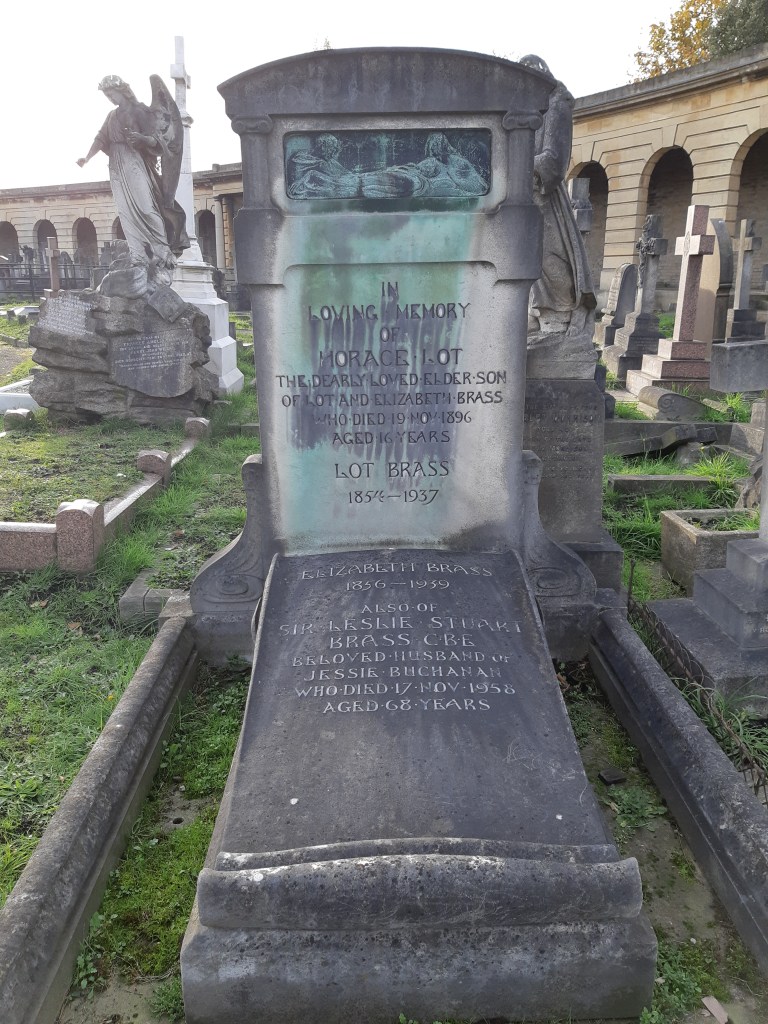 IN
LOVING MEMORY
OF
HORACE·LOT
THE·DEARLY·LOVED·ELDER·SON
OF·LOT·AND·ELIZABETH·BRASS
WHO·DIED·19·NOV·1896
AGED·16·YEARS
LOT·BRASS
1854–1937
ELIZABETH·BRASS
1856–1939
ALSO·OF
SIR·LESLIE·STUART
BRASS·C·B·E
BELOVED·HUSBAND·OF
JESSIE·BUCHANAN
WHO·DIED·17·NOV·1958
AGED·68·YEARS